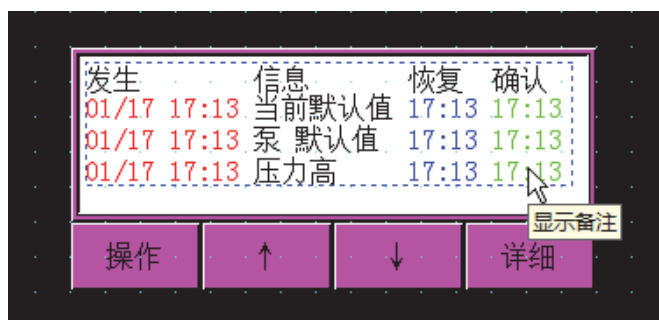 发生 信息 恢复 确认
01/17 17:13 当前默认值 17:13 17:13
01/17 17:13 泵 默认值 17:13 17:13
01/17 17:13 压力高 17:13 17:13
显示备注
操作 ↑ ↓ 详细